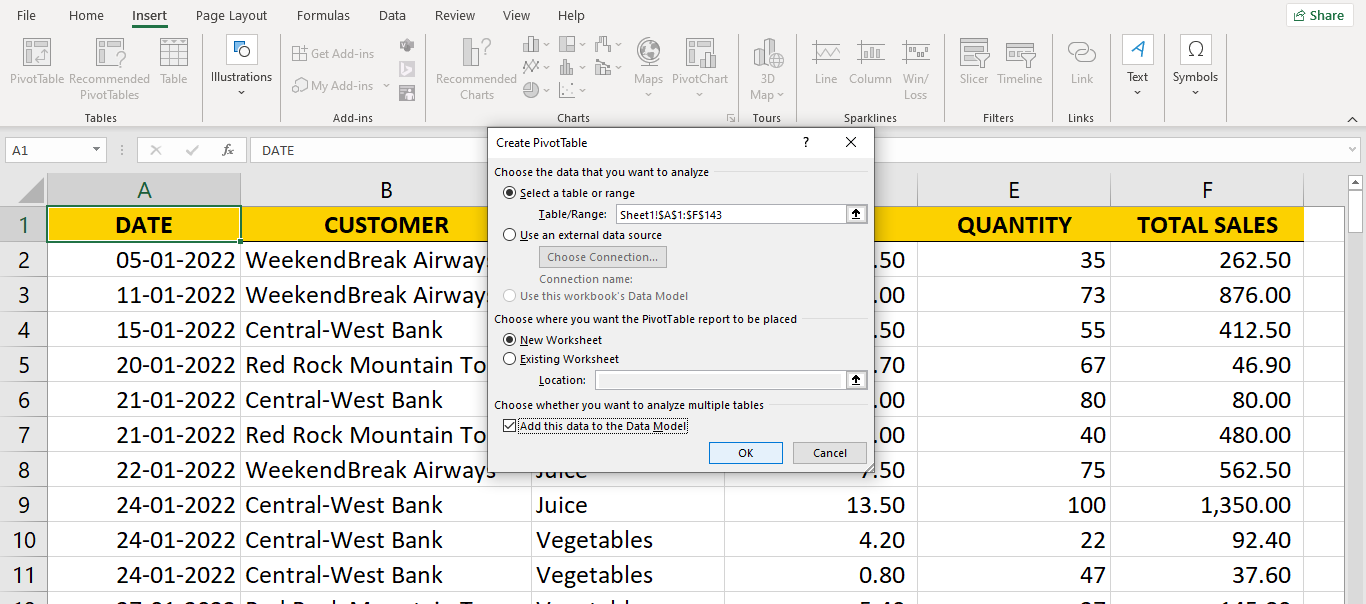 File Home Insert Page Layout Formulas Data Review View Help Share
PivotTable Recommended PivotTables Table Illustrations Get Add-ins My Add-ins Recommended Charts Maps PivotChart 3D Map Line Column Win/Loss Slicer Timeline Link Text Symbols
Tables Add-ins Charts Tours Sparklines Filters Links
A1 fx DATE
A B E F
1 DATE CUSTOMER QUANTITY TOTAL SALES
2 05-01-2022 WeekendBreak Airways .50 35 262.50
3 11-01-2022 WeekendBreak Airways .00 73 876.00
4 15-01-2022 Central-West Bank .50 55 412.50
5 20-01-2022 Red Rock Mountain To .70 67 46.90
6 21-01-2022 Central-West Bank .00 80 80.00
7 21-01-2022 Red Rock Mountain To .00 40 480.00
8 22-01-2022 WeekendBreak Airways Juice 7.50 75 562.50
9 24-01-2022 Central-West Bank Juice 13.50 100 1,350.00
10 24-01-2022 Central-West Bank Vegetables 4.20 22 92.40
11 24-01-2022 Central-West Bank Vegetables 0.80 47 37.60
Create PivotTable ?
Choose the data that you want to analyze
Select a table or range
Table/Range: Sheet1!$A$1:$F$143
Use an external data source
Choose Connection...
Connection name:
Use this workbook's Data Model
Choose where you want the PivotTable report to be placed
New Worksheet
Existing Worksheet
Location:
Choose whether you want to analyze multiple tables
Add this data to the Data Model
OK Cancel